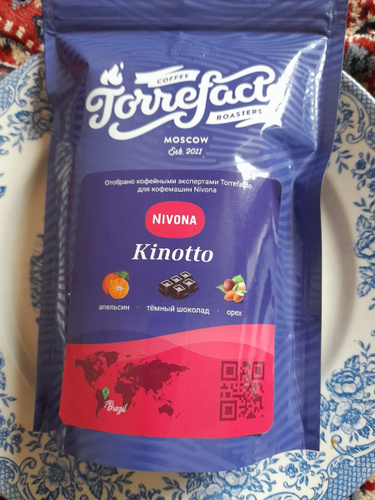 COFFEE
Torrefacto
ROASTERS
MOSCOW
Est. 2011
Отобрано кофейными экспертами Torrefacto
для кофемашин Nivona
NIVONA
Kinotto
апельсин · тёмный шоколад · орех
Brazil